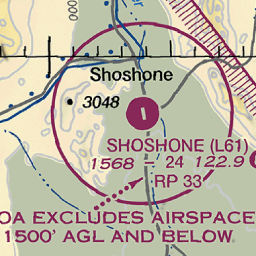 Shoshone
3048
SHOSHONE (L61)
1568 – 24 122.9
RP 33
OA EXCLUDES AIRSPACE
1500' AGL AND BELOW